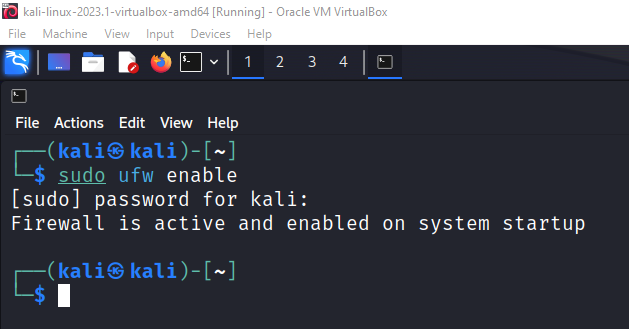 kali-linux-2023.1-virtualbox-amd64 [Running] - Oracle VM VirtualBox
File Machine View Input Devices Help
1 2 3 4
File Actions Edit View Help
┌──(kali㉿kali)-[~]
└─$ sudo ufw enable
[sudo] password for kali:
Firewall is active and enabled on system startup
┌──(kali㉿kali)-[~]
└─$